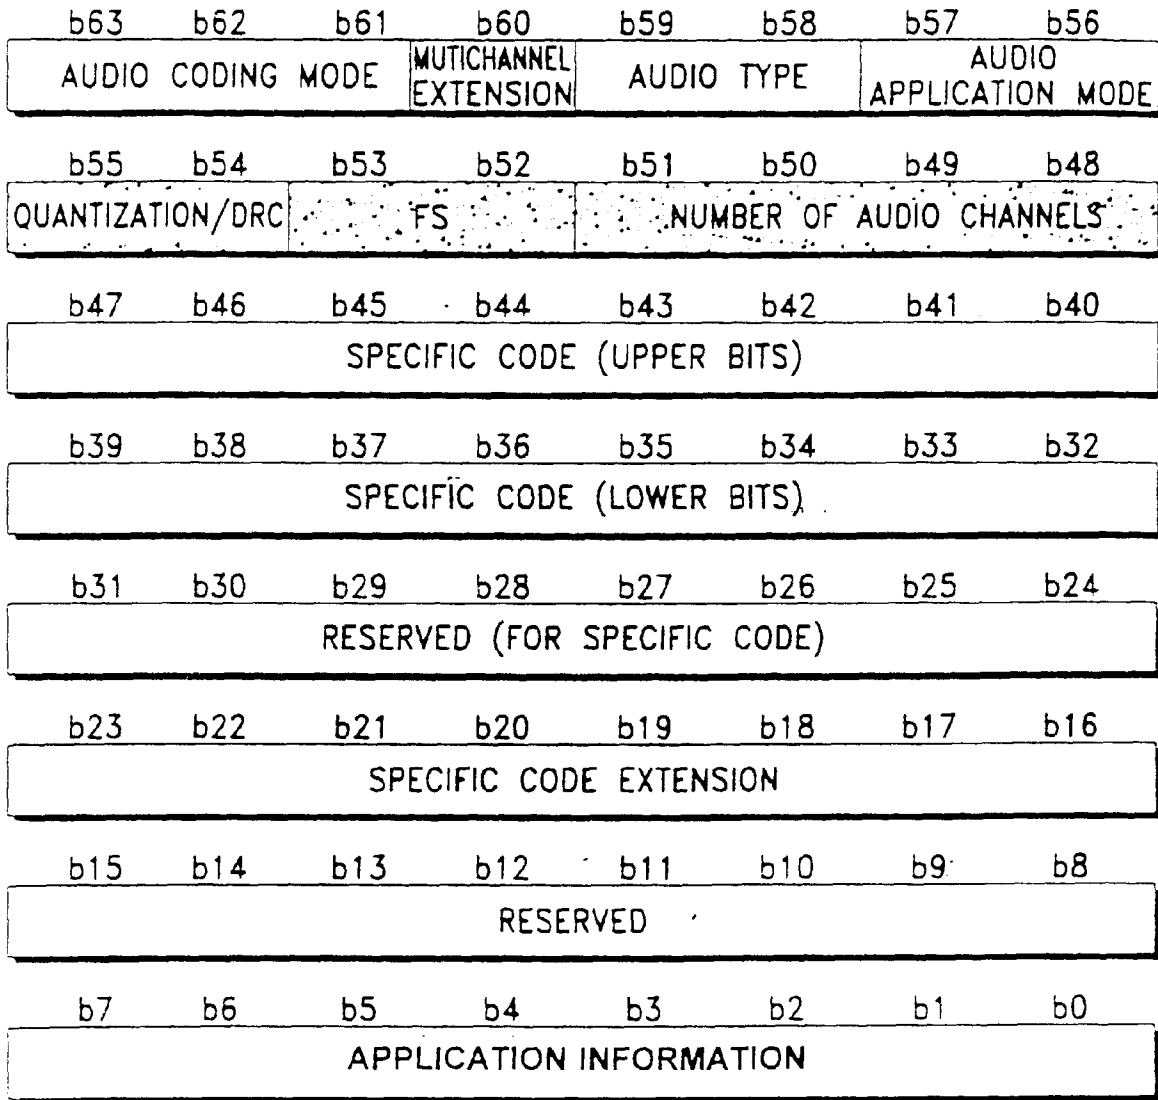 b63 b62 b61 b60 b59 b58 b57 b56
AUDIO CODING MODE MUTICHANNEL EXTENSION AUDIO TYPE AUDIO APPLICATION MODE
b55 b54 b53 b52 b51 b50 b49 b48
QUANTIZATION/DRC FS NUMBER OF AUDIO CHANNELS
b47 b46 b45 b44 b43 b42 b41 b40
SPECIFIC CODE (UPPER BITS)
b39 b38 b37 b36 b35 b34 b33 b32
SPECIFIC CODE (LOWER BITS)
b31 b30 b29 b28 b27 b26 b25 b24
RESERVED (FOR SPECIFIC CODE)
b23 b22 b21 b20 b19 b18 b17 b16
SPECIFIC CODE EXTENSION
b15 b14 b13 b12 b11 b10 b9 b8
RESERVED
b7 b6 b5 b4 b3 b2 b1 b0
APPLICATION INFORMATION